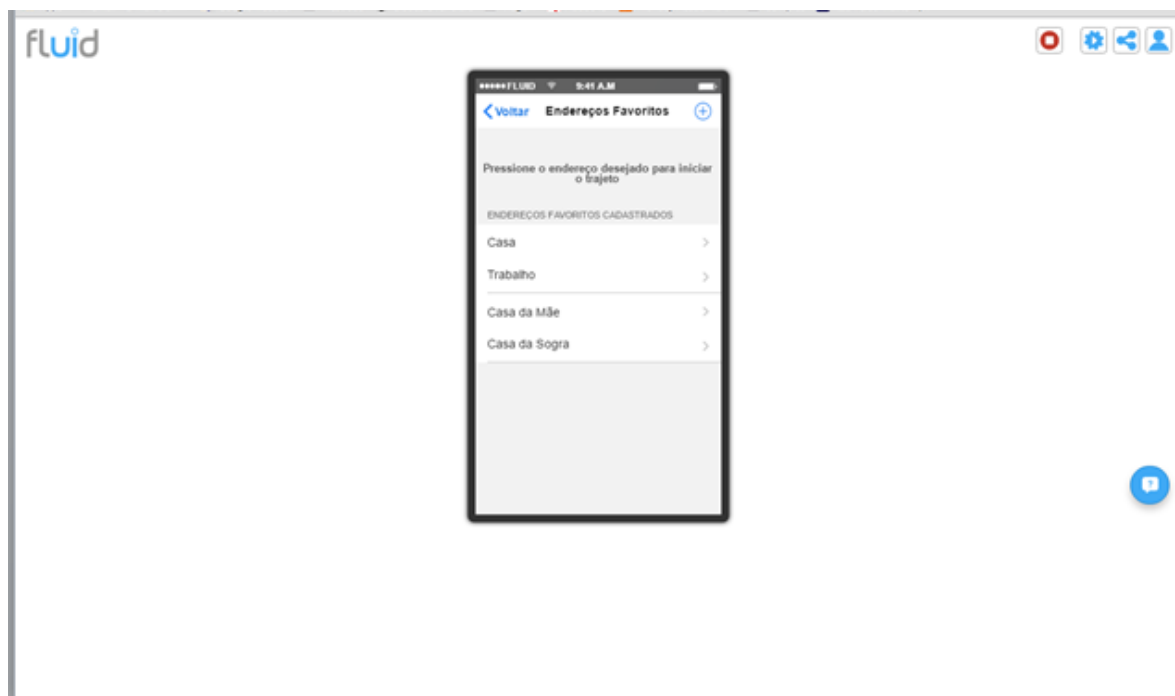 fluid
●●●●●FLUID 9:41 A.M
Voltar Endereços Favoritos
Pressione o endereço desejado para iniciar
o trajeto
ENDEREÇOS FAVORITOS CADASTRADOS
Casa
Trabalho
Casa da Mãe
Casa da Sogra